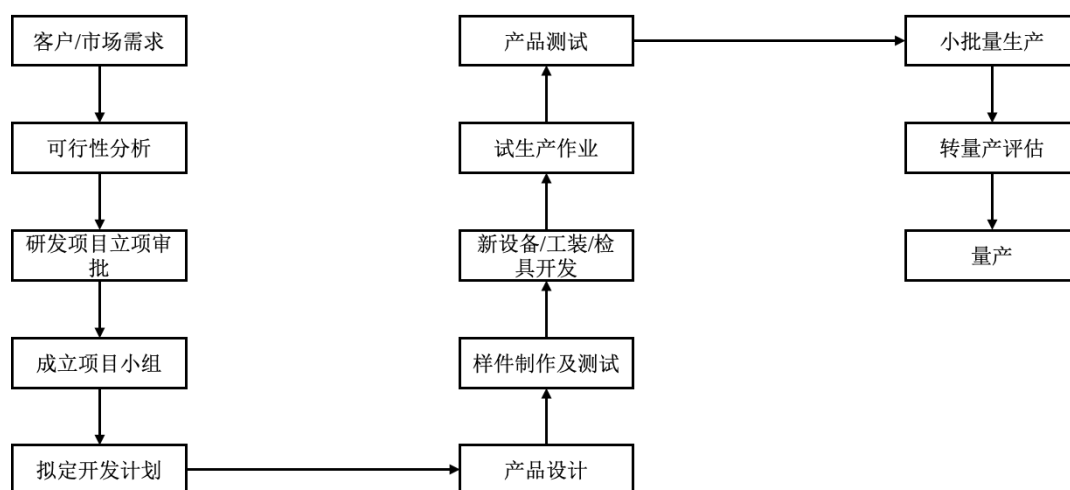 客户/市场需求
可行性分析
研发项目立项审
批
成立项目小组
拟定开发计划
产品设计
样件制作及测试
新设备/工装/检
具开发
试生产作业
产品测试
小批量生产
转量产评估
量产